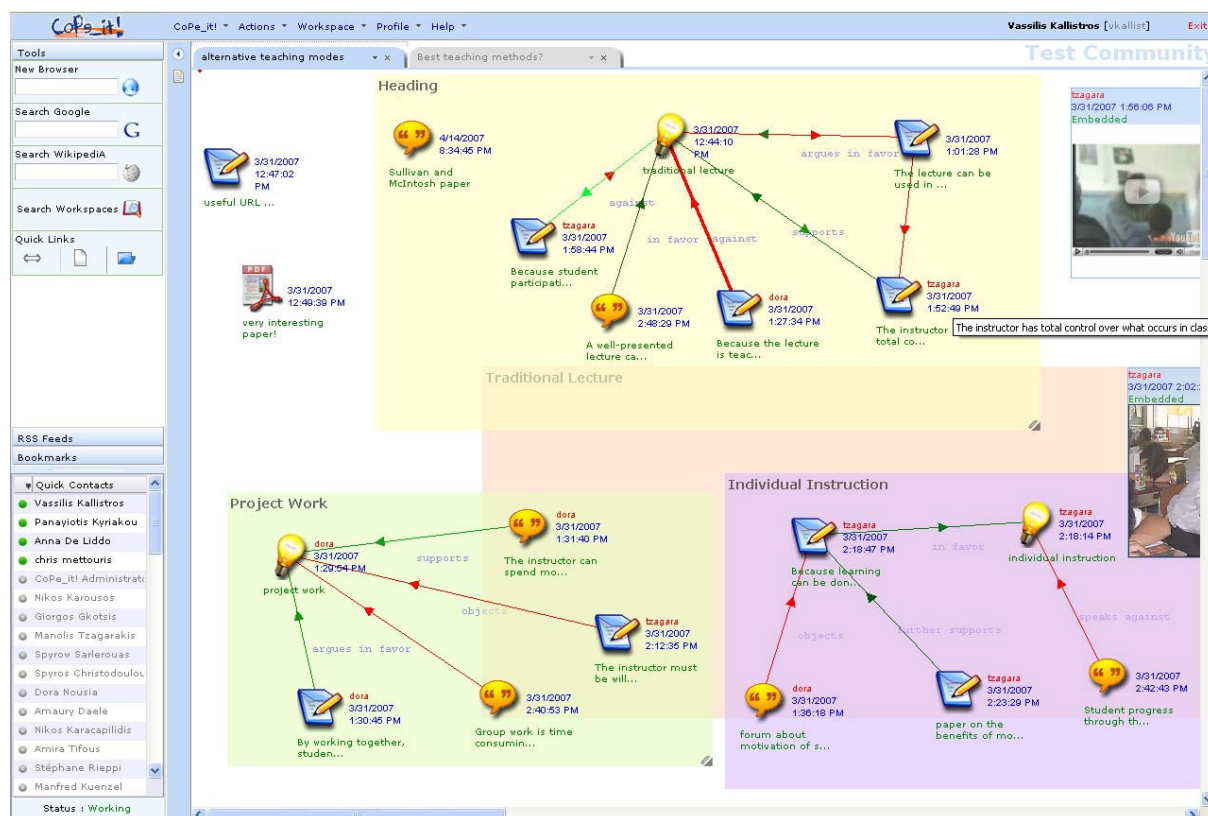 CoPe_it!
CoPe_it! Actions Workspace Profile Help
Vassilis Kallistros [vkallist] Exit
Tools
New Browser
Search Google
G
Search WikipediA
Search Workspaces
Quick Links
RSS Feeds
Bookmarks
Quick Contacts
Vassilis Kallistros
Panayiotis Kyriakou
Anna De Liddo
chris mettouris
CoPe_it! Administrato
Nikos Karousos
Giorgos Gkotsis
Manolis Tzagarakis
Spyrow Sarlerouas
Spyros Christodoulou
Dora Nousia
Amaury Daele
Nikos Karacapilidis
Amira Tifous
Stéphane Rieppi
Manfred Kuenzel
Status : Working
alternative teaching modes x
Best teaching methods? x
Test Community
3/31/2007
12:47:02
PM
useful URL ...
PDF
3/31/2007
12:49:39 PM
very interesting
paper!
Heading
4/14/2007
8:34:45 PM
Sullivan and
McIntosh paper
3/31/2007
12:44:10
PM
traditional lecture
argues in favor
3/31/2007
1:01:28 PM
The lecture can be
used in ...
against
in favor
against
supports
tzagara
3/31/2007
1:58:44 PM
Because student
participati...
3/31/2007
2:48:29 PM
A well-presented
lecture ca...
dora
3/31/2007
1:27:34 PM
Because the lecture
is teac...
tzagara
3/31/2007
1:52:49 PM
The instructor
total co...
The instructor has total control over what occurs in clas
tzagara
3/31/2007 1:56:06 PM
Embedded
Traditional Lecture
tzagara
3/31/2007 2:02:
Embedded
Project Work
dora
3/31/2007
1:29:54 PM
project work
supports
dora
3/31/2007
1:31:40 PM
The instructor can
spend mo...
objects
tzagara
3/31/2007
2:12:35 PM
The instructor must
be will...
argues in favor
dora
3/31/2007
1:30:45 PM
By working together,
studen...
3/31/2007
2:40:53 PM
Group work is time
consumin...
Individual Instruction
tzagara
3/31/2007
2:18:47 PM
Because learning
can be don...
in favor
tzagara
3/31/2007
2:18:14 PM
individual instruction
objects
further supports
speaks against
dora
3/31/2007
1:36:18 PM
forum about
motivation of s...
tzagara
3/31/2007
2:23:29 PM
paper on the
benefits of mo...
3/31/2007
2:42:43 PM
Student progress
through th...